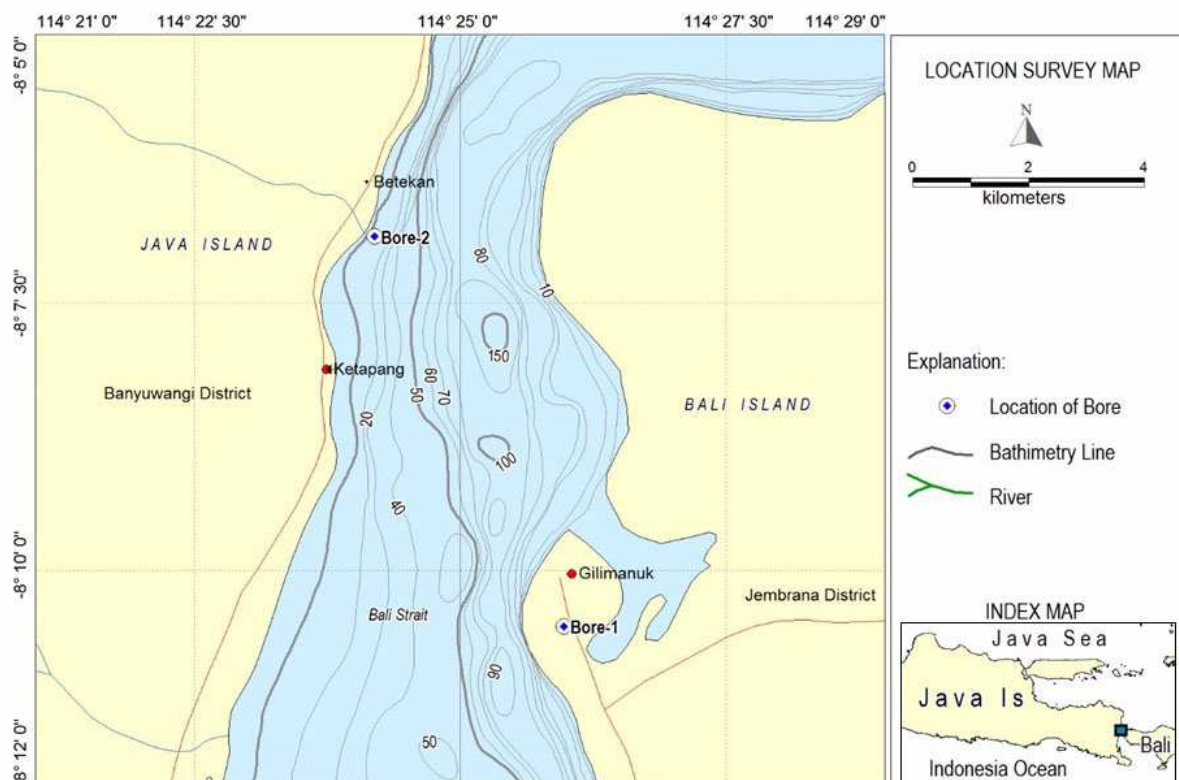 114° 21' 0"
114° 22' 30"
114° 25' 0"
114° 27' 30"
114° 29' 0"
-8° 5' 0"
-8° 7' 30"
-8° 10' 0"
-8° 12' 0"
Betekan
Bore-2
JAVA ISLAND
80
10
150
Ketapang
60
50
70
Banyuwangi District
20
BALI ISLAND
100
40
Gilimanuk
Jembrana District
Bali Strait
Bore-1
90
50
LOCATION SURVEY MAP
N
0 2 4
kilometers
Explanation:
Location of Bore
Bathimetry Line
River
INDEX MAP
Java Sea
Java Is
Bali
Indonesia Ocean